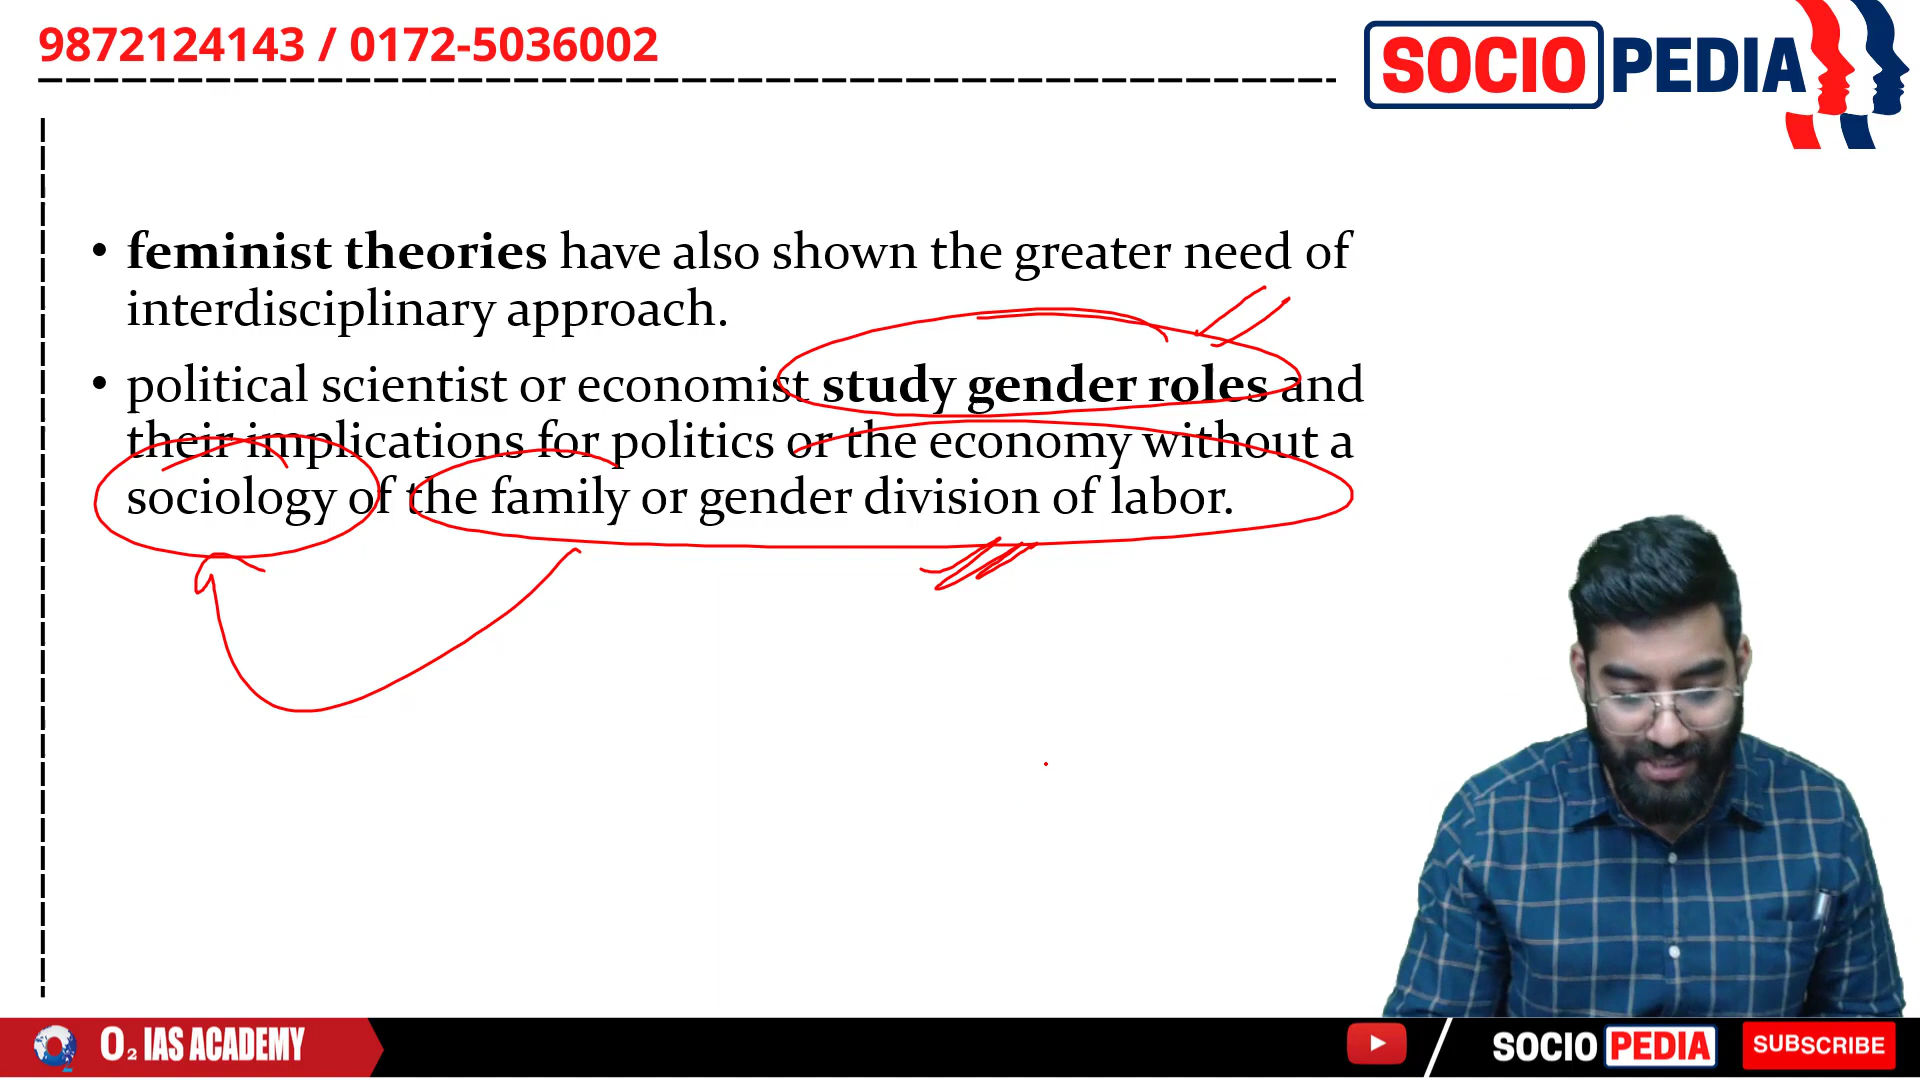 9872124143 / 0172-5036002
SOCIO PEDIA
• feminist theories have also shown the greater need of
interdisciplinary approach.
• political scientist or economist study gender roles and
their implications for politics or the economy without a
sociology of the family or gender division of labor.
O₂ IAS ACADEMY
SOCIO PEDIA
SUBSCRIBE